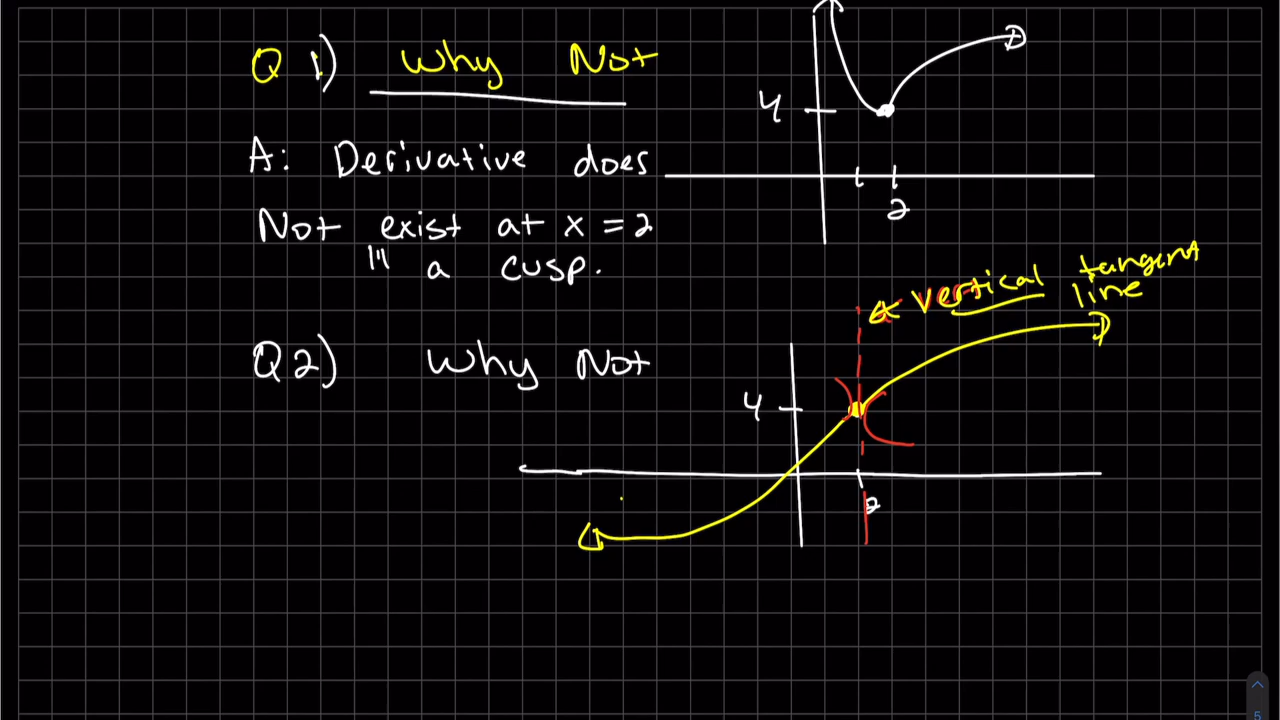 Q 1) Why Not
4
A: Derivative does
Not exist at x = 2
2
a cusp.
vertical tangent
line
Q2) Why Not
4
2
5